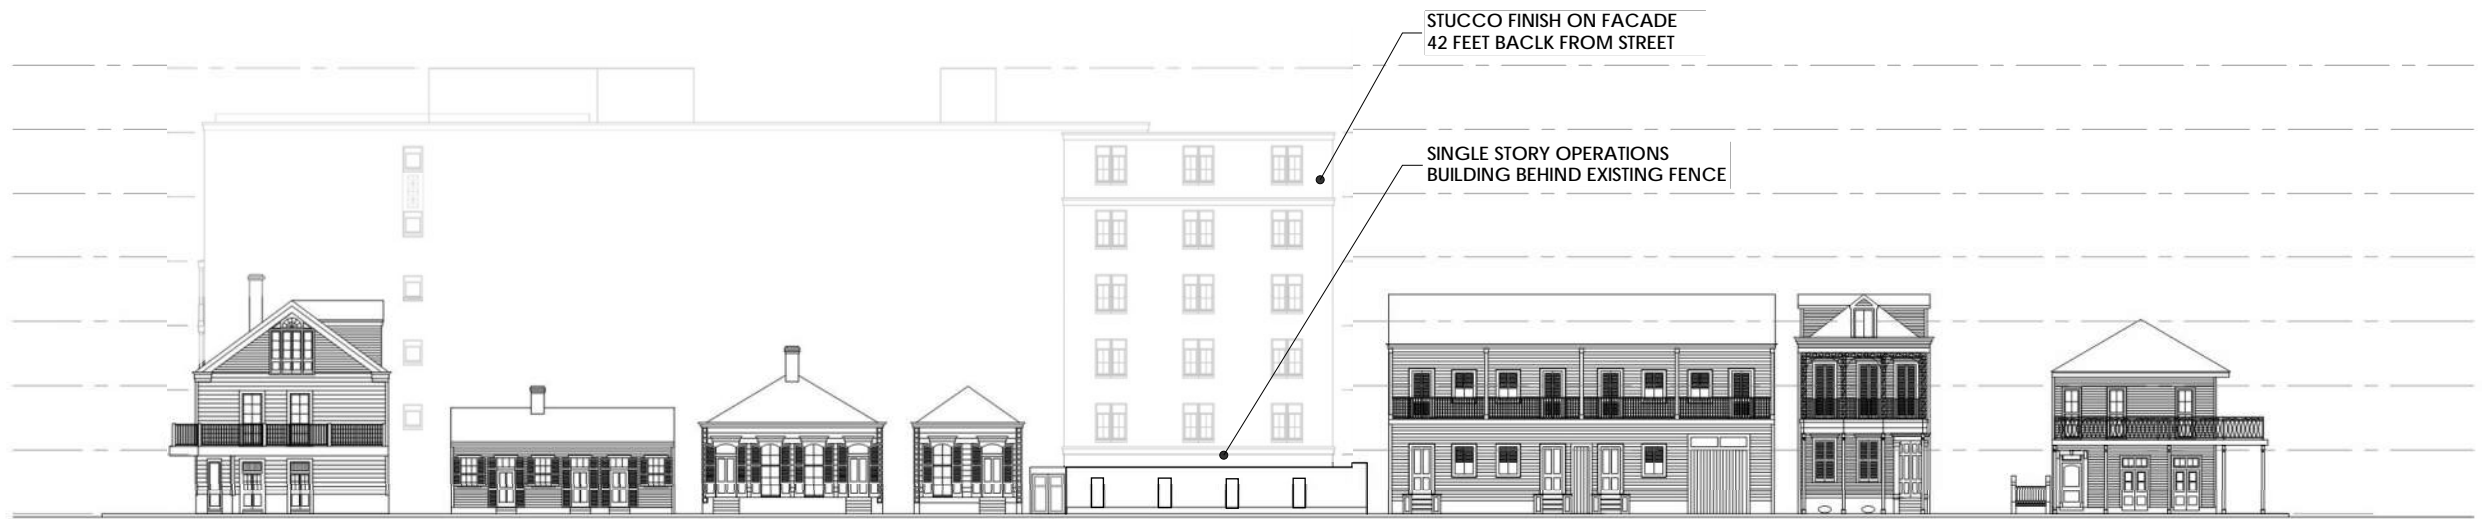 STUCCO FINISH ON FACADE
42 FEET BACLK FROM STREET
SINGLE STORY OPERATIONS
BUILDING BEHIND EXISTING FENCE